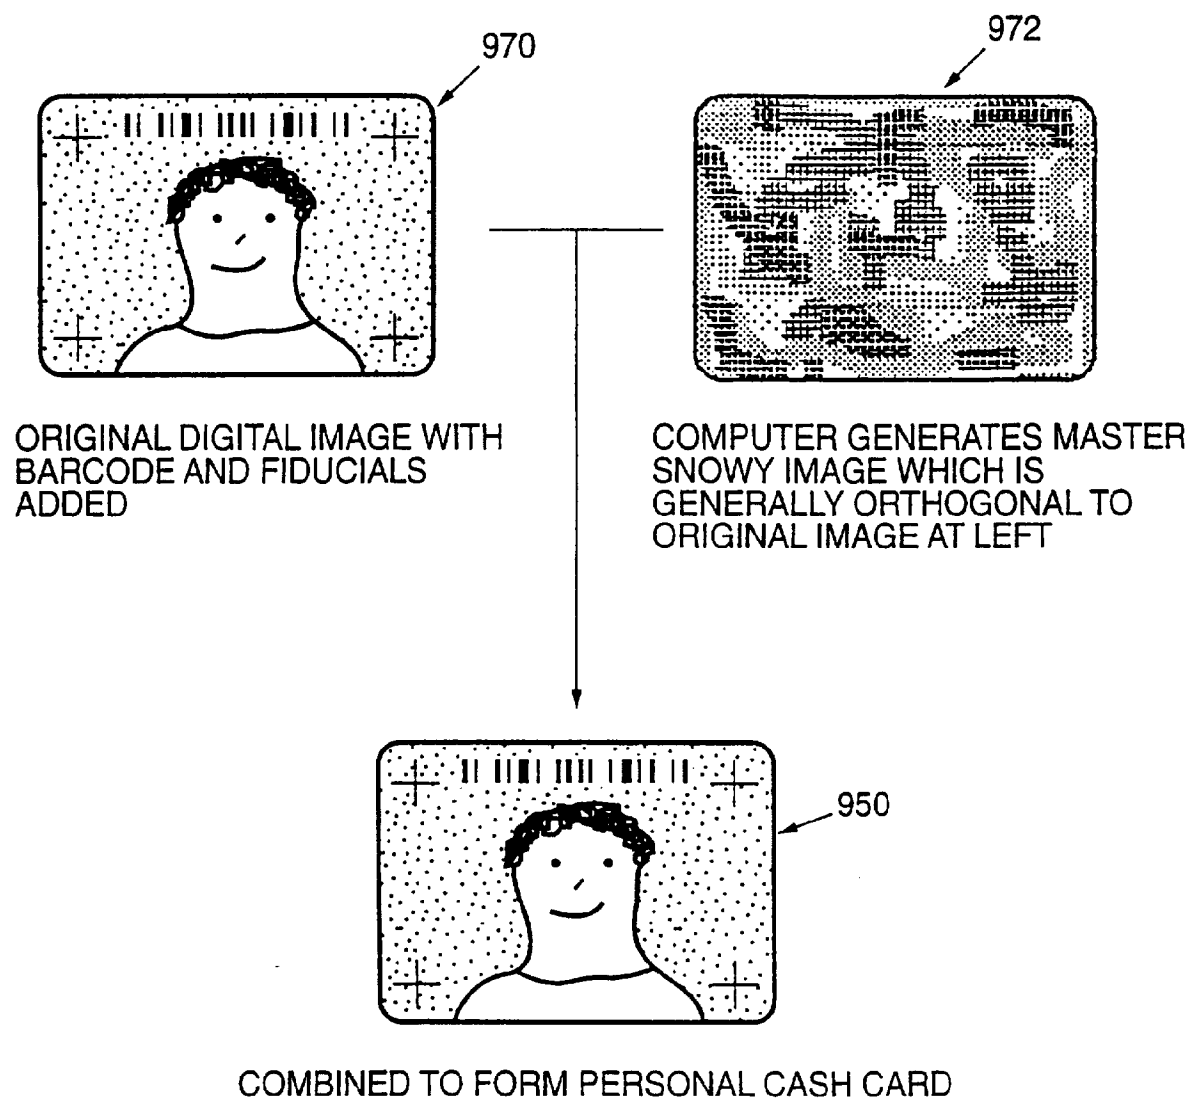 970
972
ORIGINAL DIGITAL IMAGE WITH
BARCODE AND FIDUCIALS
ADDED
COMPUTER GENERATES MASTER
SNOWY IMAGE WHICH IS
GENERALLY ORTHOGONAL TO
ORIGINAL IMAGE AT LEFT
950
COMBINED TO FORM PERSONAL CASH CARD